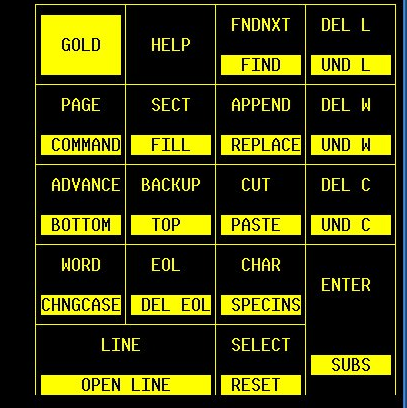 FNDNXT DEL L
GOLD HELP
FIND UND L
PAGE SECT APPEND DEL W
COMMAND FILL REPLACE UND W
ADVANCE BACKUP CUT DEL C
BOTTOM TOP PASTE UND C
WORD EOL CHAR
ENTER
CHNGCASE DEL EOL SPECINS
LINE SELECT
SUBS
OPEN LINE RESET